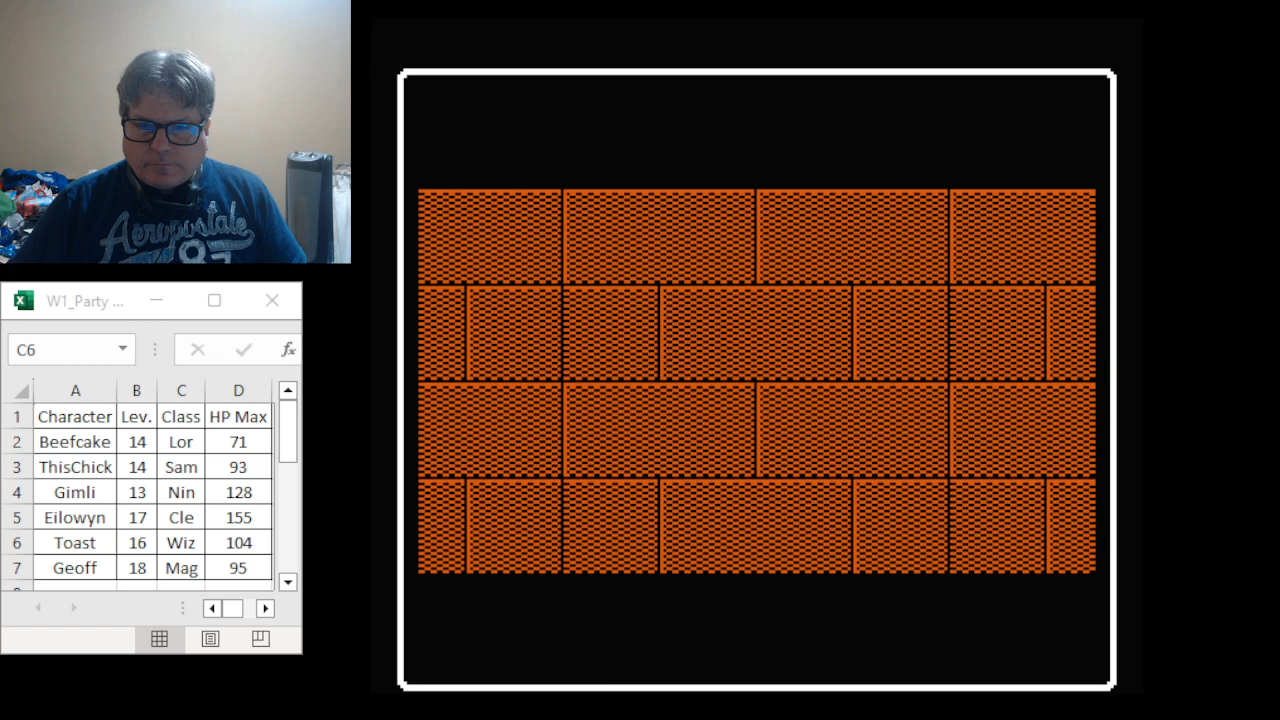 Aeropostale
87
W1_Party ...
C6
fx
A B C D
1 Character Lev. Class HP Max
2 Beefcake 14 Lor 71
3 ThisChick 14 Sam 93
4 Gimli 13 Nin 128
5 Eilowyn 17 Cle 155
6 Toast 16 Wiz 104
7 Geoff 18 Mag 95